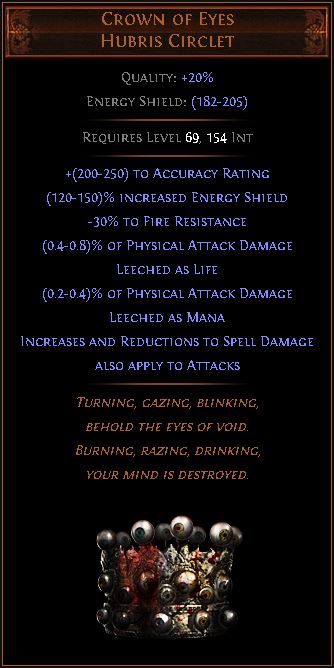 Crown of Eyes
Hubris Circlet
Quality: +20%
Energy Shield: (182-205)
Requires Level 69, 154 Int
+(200-250) to Accuracy Rating
(120-150)% increased Energy Shield
-30% to Fire Resistance
(0.4-0.8)% of Physical Attack Damage
Leeched as Life
(0.2-0.4)% of Physical Attack Damage
Leeched as Mana
Increases and Reductions to Spell Damage
also apply to Attacks
Turning, gazing, blinking,
behold the eyes of void.
Burning, razing, drinking,
your mind is destroyed.